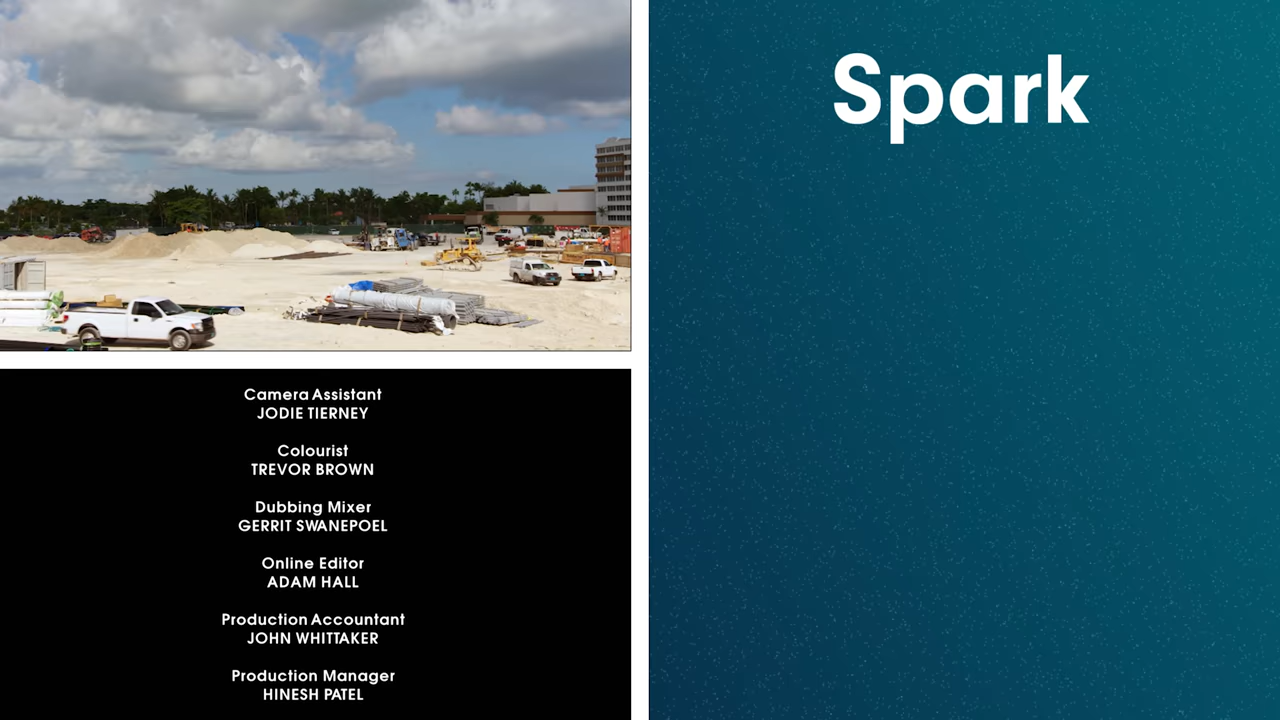 Spark
Camera Assistant
JODIE TIERNEY
Colourist
TREVOR BROWN
Dubbing Mixer
GERRIT SWANEPOEL
Online Editor
ADAM HALL
Production Accountant
JOHN WHITTAKER
Production Manager
HINESH PATEL